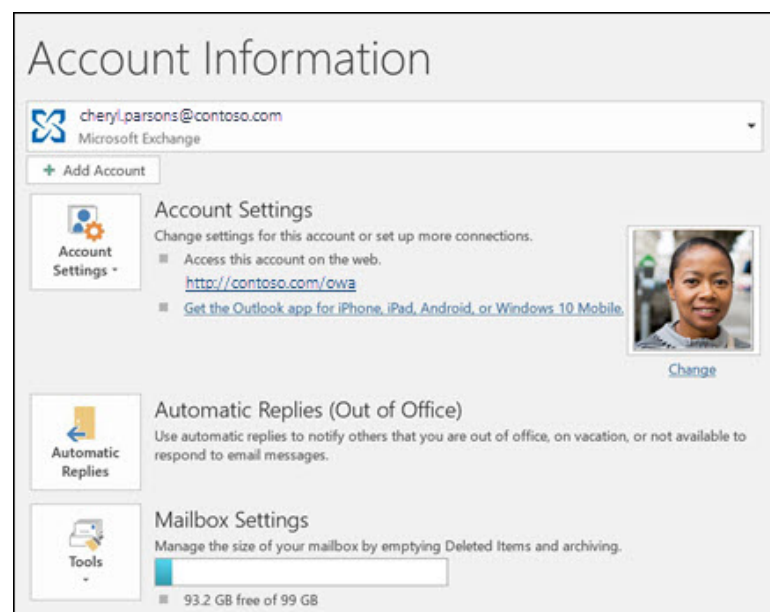 Account Information
cheryl.parsons@contoso.com
Microsoft Exchange
Add Account
Account
Settings
Account Settings
Change settings for this account or set up more connections.
Access this account on the web.
http://contoso.com/owa
Get the Outlook app for iPhone, iPad, Android, or Windows 10 Mobile.
Change
Automatic
Replies
Automatic Replies (Out of Office)
Use automatic replies to notify others that you are out of office, on vacation, or not available to
respond to email messages.
Tools
Mailbox Settings
Manage the size of your mailbox by emptying Deleted Items and archiving.
93.2 GB free of 99 GB